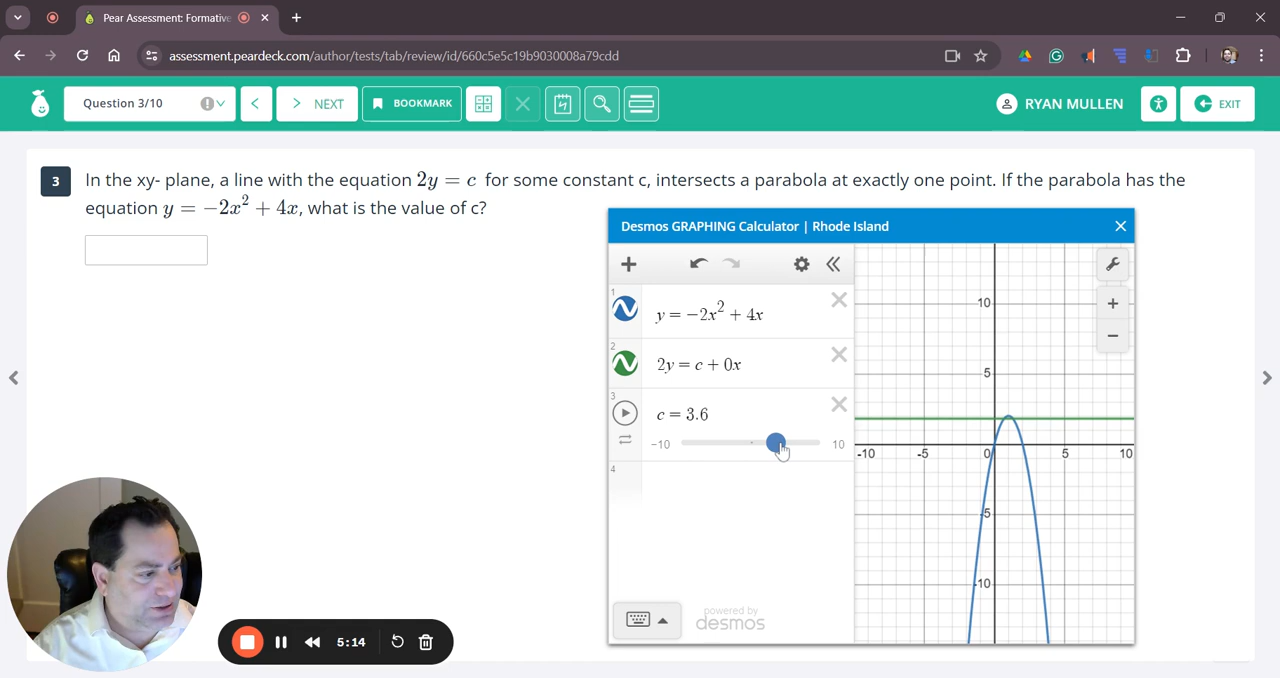 Pear Assessment: Formative
assessment.peardeck.com/author/tests/tab/review/id/660c5e5c19b9030008a79cdd
Question 3/10
NEXT
BOOKMARK
RYAN MULLEN
EXIT
3
In the xy- plane, a line with the equation 2y = c for some constant c, intersects a parabola at exactly one point. If the parabola has the
equation y = −2x² + 4x, what is the value of c?
Desmos GRAPHING Calculator | Rhode Island
1
y = −2x² + 4x
2
2y = c + 0x
3
c = 3.6
−10
10
4
powered by
desmos
10
5
-10
-5
0
5
10
-5
-10
5:14